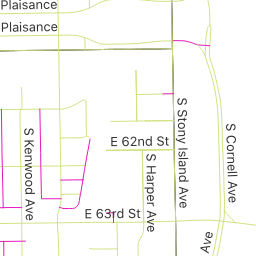 Plaisance
Plaisance
E 62nd St
S Kenwood Ave
S Harper Ave
S Stony Island Ave
S Cornell Ave
E 63rd St
Ave